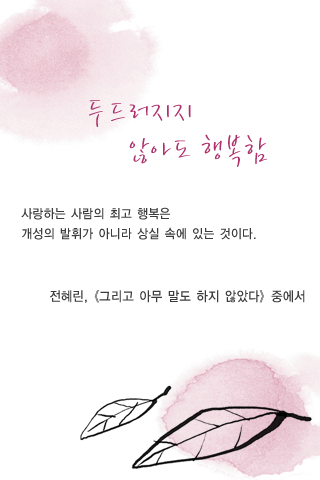 두드러지지
않아도 행복함
사랑하는 사람의 최고 행복은
개성의 발휘가 아니라 상실 속에 있는 것이다.
전혜린, 《그리고 아무 말도 하지 않았다》 중에서